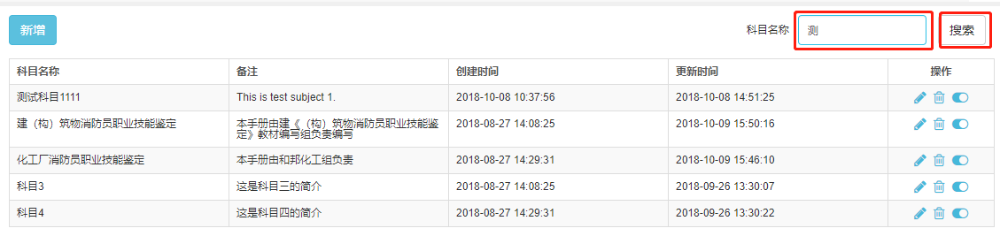 新增
科目名称 测 搜索
科目名称 备注 创建时间 更新时间 操作
测试科目1111 This is test subject 1. 2018-10-08 10:37:56 2018-10-08 14:51:25
建（构）筑物消防员职业技能鉴定 本手册由建《（构）筑物消防员职业技能鉴
定》教材编写组负责编写 2018-08-27 14:08:25 2018-10-09 15:50:16
化工厂消防员职业技能鉴定 本手册由和邦化工组负责 2018-08-27 14:29:31 2018-10-09 15:46:10
科目3 这是科目三的简介 2018-08-27 14:08:25 2018-09-26 13:30:07
科目4 这是科目四的简介 2018-08-27 14:29:31 2018-09-26 13:30:22